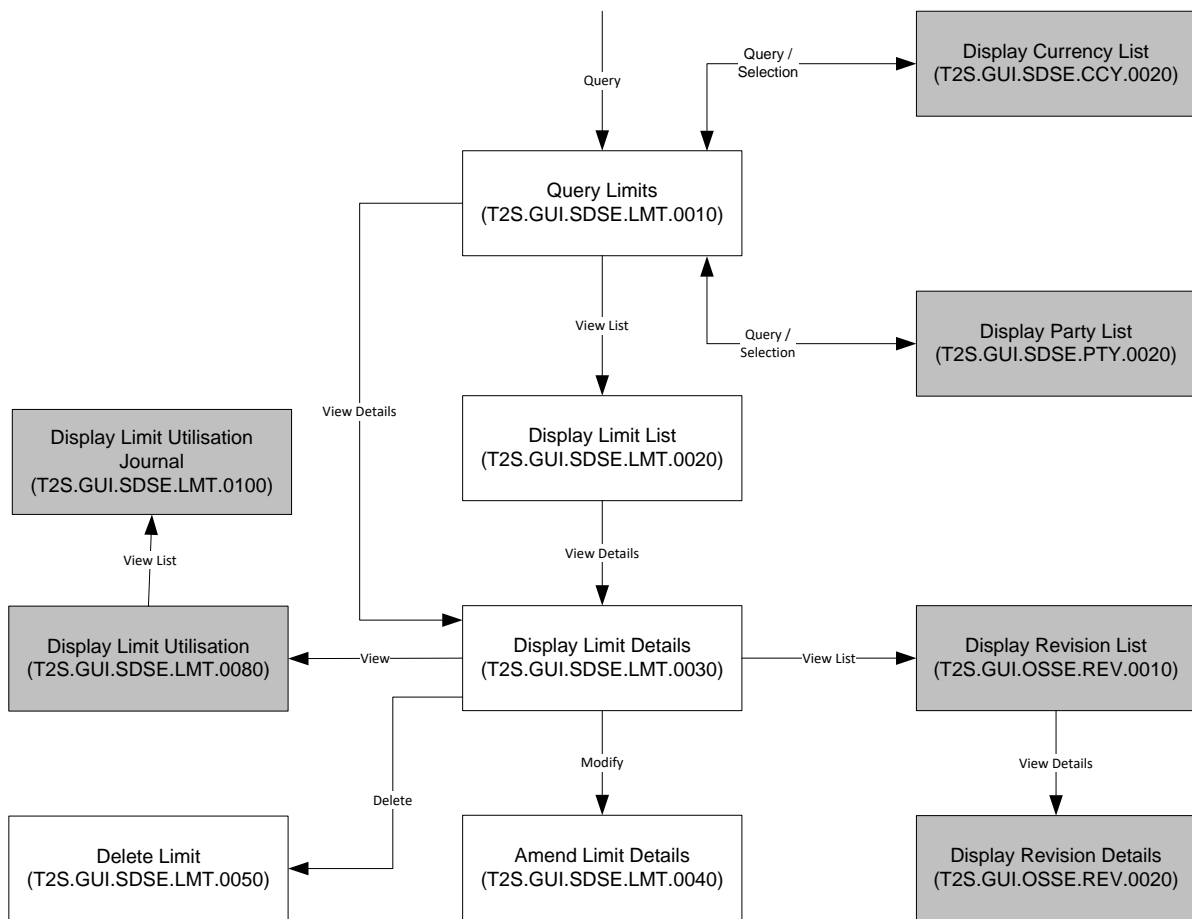 Query
Query /
Selection
Display Currency List
(T2S.GUI.SDSE.CCY.0020)
Query Limits
(T2S.GUI.SDSE.LMT.0010)
View List
Query /
Selection
Display Party List
(T2S.GUI.SDSE.PTY.0020)
View Details
Display Limit Utilisation
Journal
(T2S.GUI.SDSE.LMT.0100)
Display Limit List
(T2S.GUI.SDSE.LMT.0020)
View List
View Details
Display Limit Utilisation
(T2S.GUI.SDSE.LMT.0080)
View
Display Limit Details
(T2S.GUI.SDSE.LMT.0030)
View List
Display Revision List
(T2S.GUI.OSSE.REV.0010)
Delete
Modify
View Details
Delete Limit
(T2S.GUI.SDSE.LMT.0050)
Amend Limit Details
(T2S.GUI.SDSE.LMT.0040)
Display Revision Details
(T2S.GUI.OSSE.REV.0020)